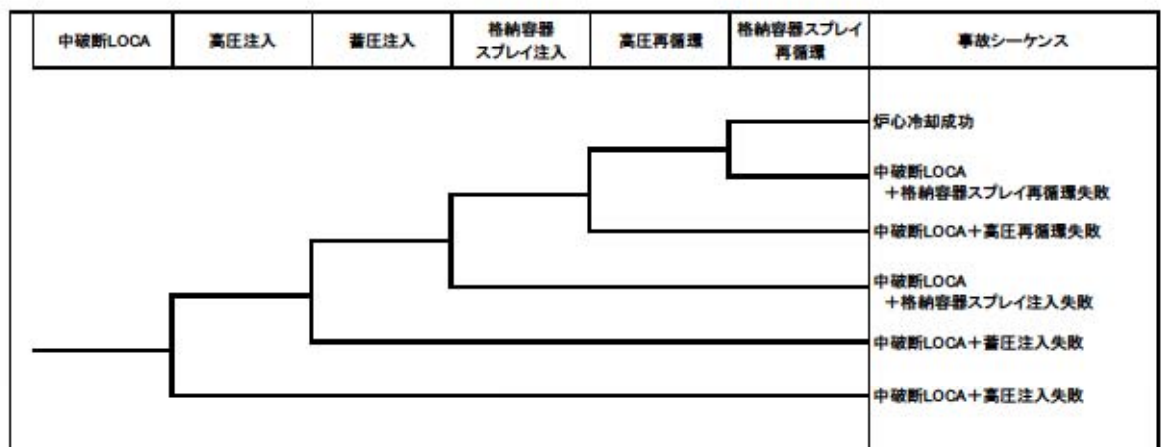 中破断LOCA
高圧注入
蓄圧注入
格納容器
スプレイ注入
高圧再循環
格納容器スプレイ
再循環
事故シーケンス
炉心冷却成功
中破断LOCA
＋格納容器スプレイ再循環失敗
中破断LOCA＋高圧再循環失敗
中破断LOCA
＋格納容器スプレイ注入失敗
中破断LOCA＋蓄圧注入失敗
中破断LOCA＋高圧注入失敗